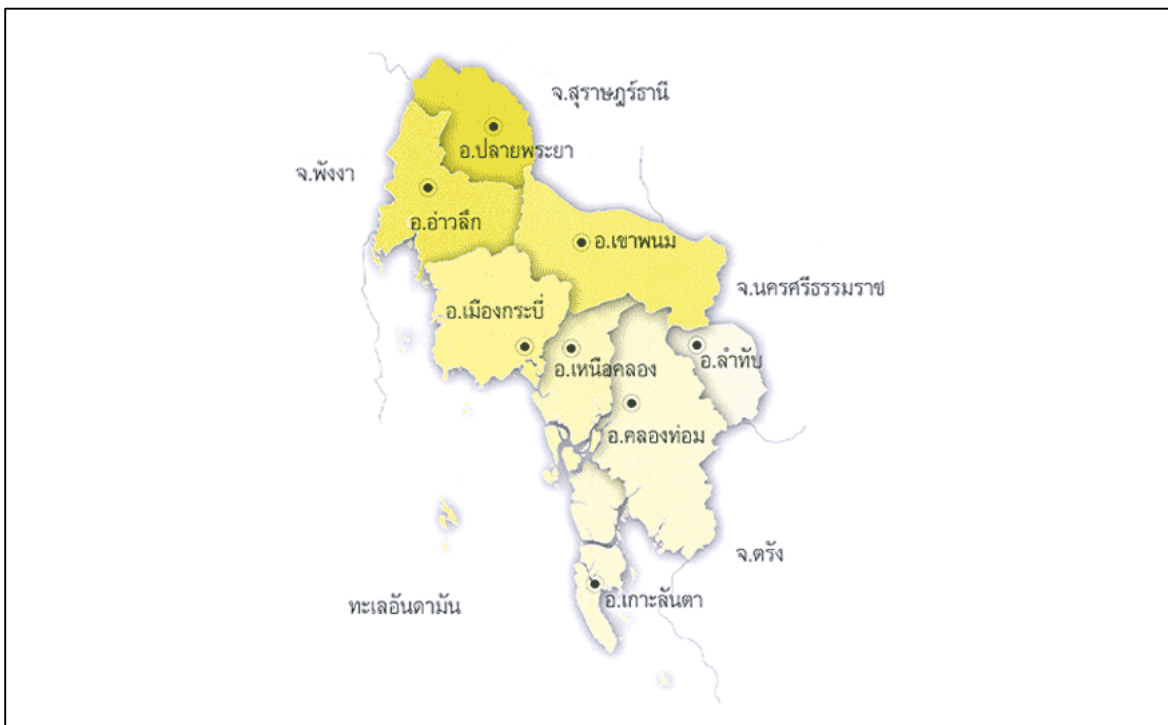 จ.สุราษฎร์ธานี
อ.ปลายพระยา
จ.พังงา
อ.อ่าวลึก
อ.เขาพนม
จ.นครศรีธรรมราช
อ.เมืองกระบี่
อ.ลำทับ
อ.เหนือคลอง
อ.คลองท่อม
จ.ตรัง
อ.เกาะลันตา
ทะเลอันดามัน